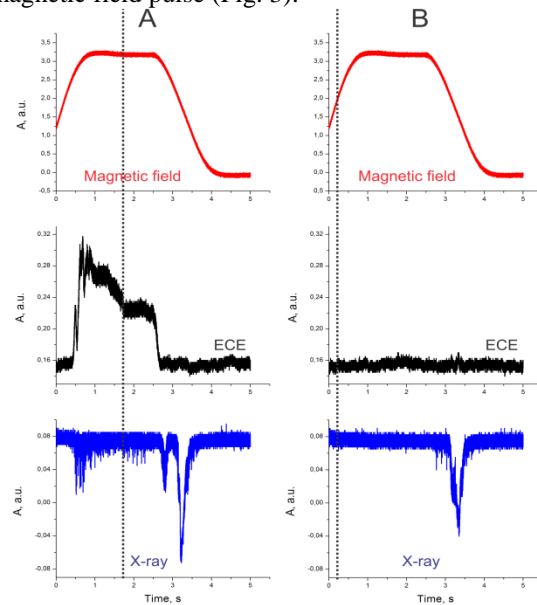 magnetic field pulse (Fig.
A
B
A, a.u.
3,5
3,0
2,5
2,0
1,5
1,0
0,5
0,0
-0,5
Magnetic field
0 1 2 3 4 5
A, a.u.
3,5
3,0
2,5
2,0
1,5
1,0
0,5
0,0
-0,5
Magnetic field
0 1 2 3 4 5
A, a.u.
0,32
0,28
0,24
0,20
0,16
ECE
0 1 2 3 4 5
A, a.u.
0,32
0,28
0,24
0,20
0,16
ECE
0 1 2 3 4 5
A, a.u.
0,08
0,04
0,00
-0,04
-0,08
X-ray
0 1 2 3 4 5
Time, s
A, a.u.
0,08
0,04
0,00
-0,04
-0,08
X-ray
0 1 2 3 4 5
Time, s